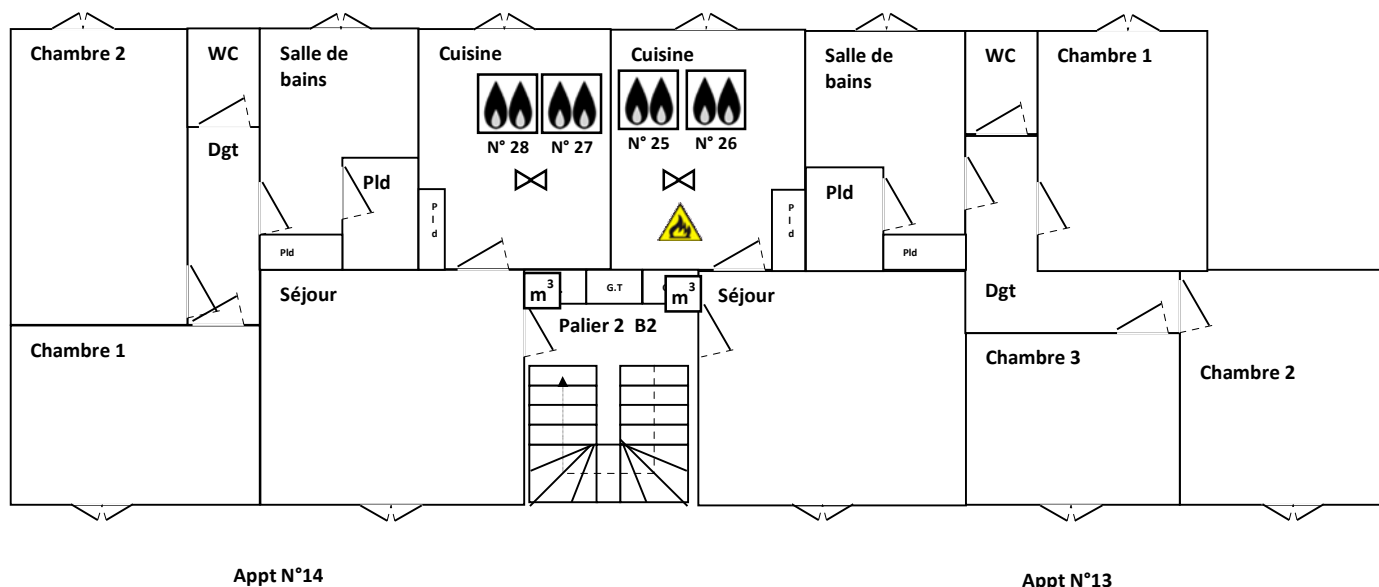 Chambre 2
WC
Salle de
bains
Cuisine
Cuisine
Salle de
bains
WC
Chambre 1
N° 28
N° 27
N° 25
N° 26
Dgt
Pld
Pld
Pld
Pld
Pld
Pld
Séjour
m³
G.T
m³
Séjour
Dgt
Palier 2 B2
Chambre 1
Chambre 3
Chambre 2
Appt N°14
Appt N°13